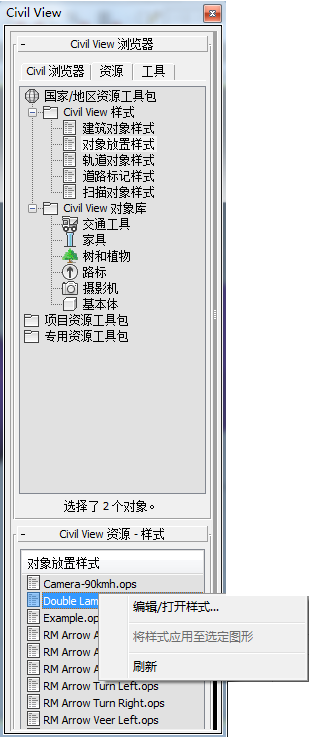 Civil View
- Civil View 浏览器
Civil 浏览器 资源 工具
国家/地区资源工具包
Civil View 样式
建筑对象样式
对象放置样式
轨道对象样式
道路标记样式
扫描对象样式
Civil View 对象库
交通工具
家具
树和植物
路标
摄影机
基本体
项目资源工具包
专用资源工具包
选择了 2 个对象。
- Civil View 资源 - 样式
对象放置样式
Camera-90kmh.ops
Double Lam
Example.op
RM Arrow A
RM Arrow A
RM Arrow A
RM Arrow Turn Left.ops
RM Arrow Turn Right.ops
RM Arrow Veer Left.ops
编辑/打开样式...
将样式应用至选定图形
刷新